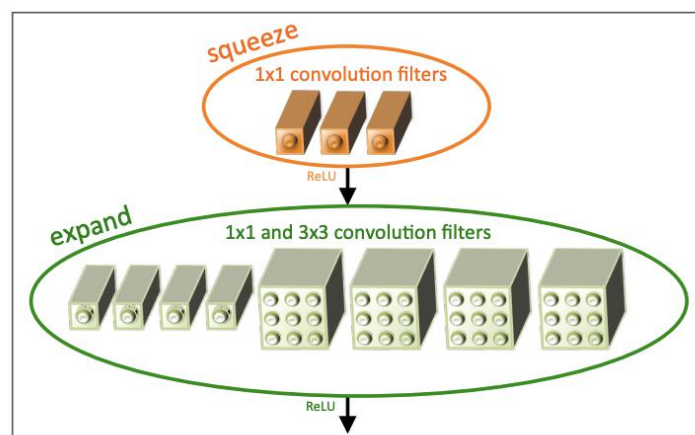 squeeze
1x1 convolution filters
ReLU
expand
1x1 and 3x3 convolution filters
ReLU